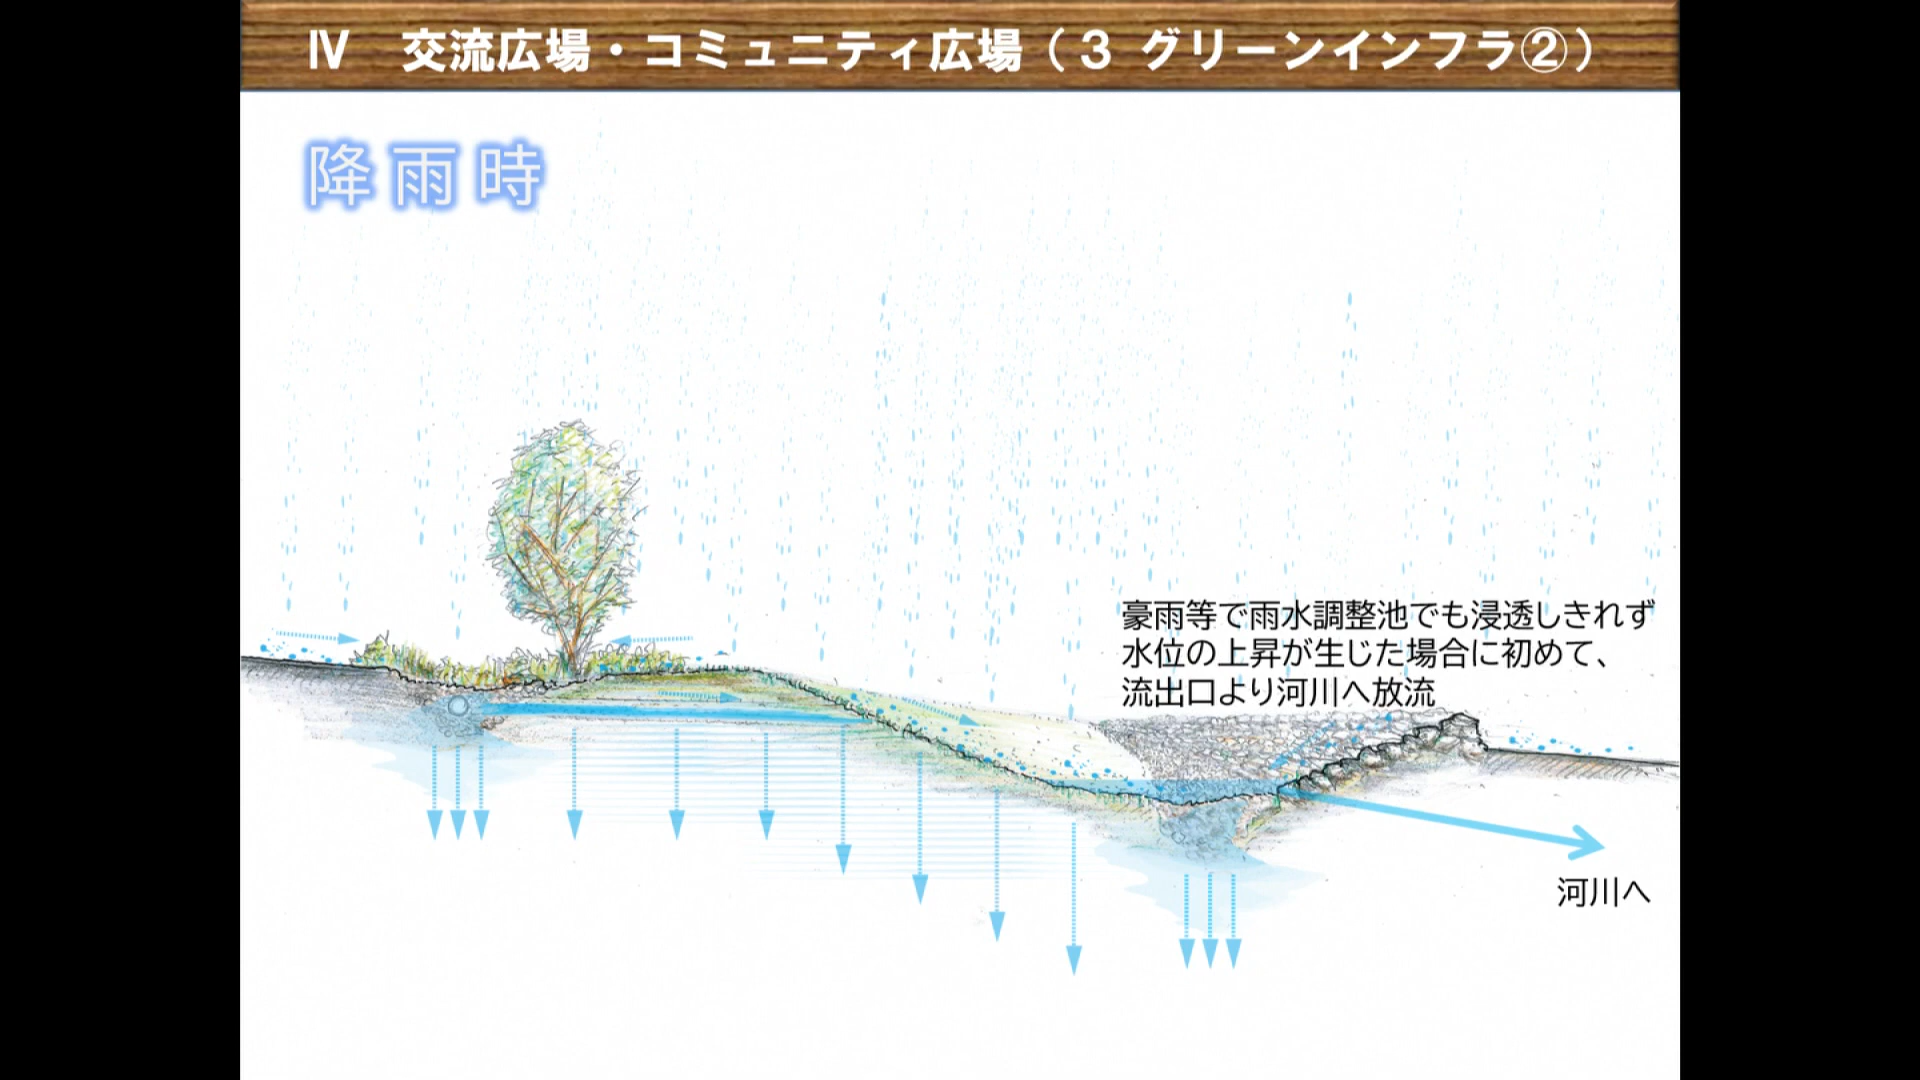 Ⅳ 交流広場・コミュニティ広場（３ グリーンインフラ②）
降雨時
豪雨等で雨水調整池でも浸透しきれず
水位の上昇が生じた場合に初めて、
流出口より河川へ放流
河川へ